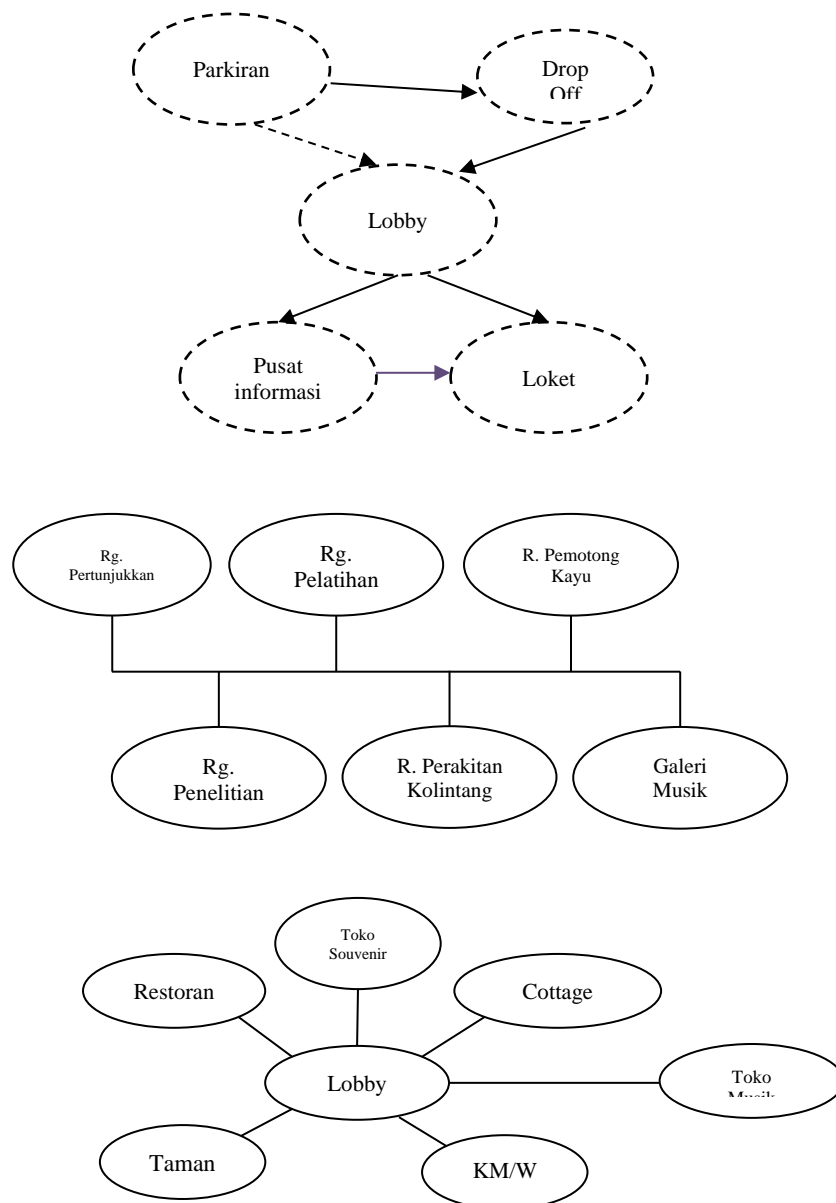 Parkiran
Drop
Off
Lobby
Pusat
informasi
Loket
Rg.
Pertunjukkan
Rg.
Pelatihan
R. Pemotong
Kayu
Rg.
Penelitian
R. Perakitan
Kolintang
Galeri
Musik
Toko
Souvenir
Restoran
Cottage
Lobby
Toko
Musik
Taman
KM/W